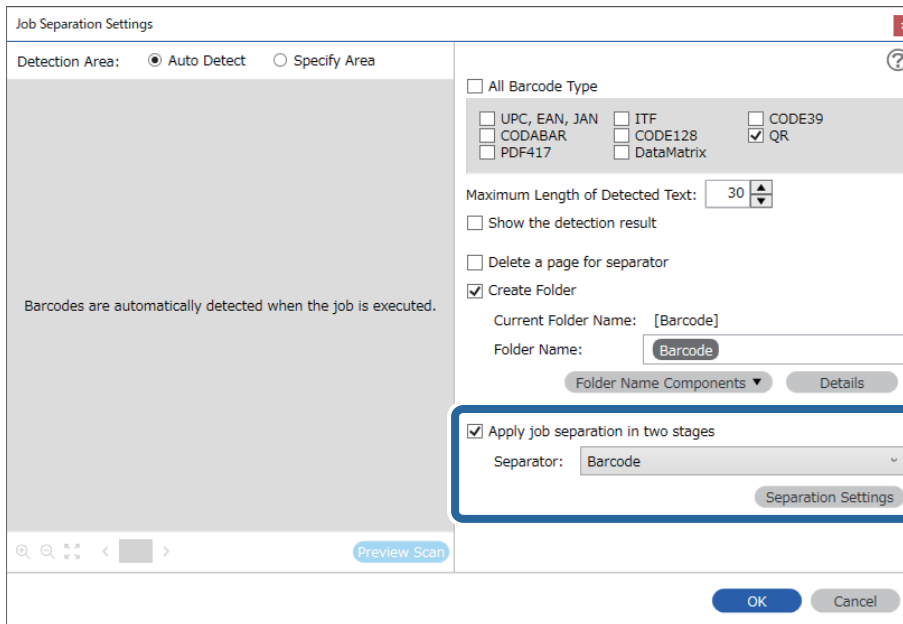 Job Separation Settings
Detection Area: Auto Detect Specify Area
All Barcode Type
UPC, EAN, JAN ITF CODE39
CODABAR CODE128 QR
PDF417 DataMatrix
Maximum Length of Detected Text: 30
Show the detection result
Delete a page for separator
Barcodes are automatically detected when the job is executed.
Create Folder
Current Folder Name: [Barcode]
Folder Name: Barcode
Folder Name Components Details
Apply job separation in two stages
Separator: Barcode
Separation Settings
Preview Scan
OK Cancel